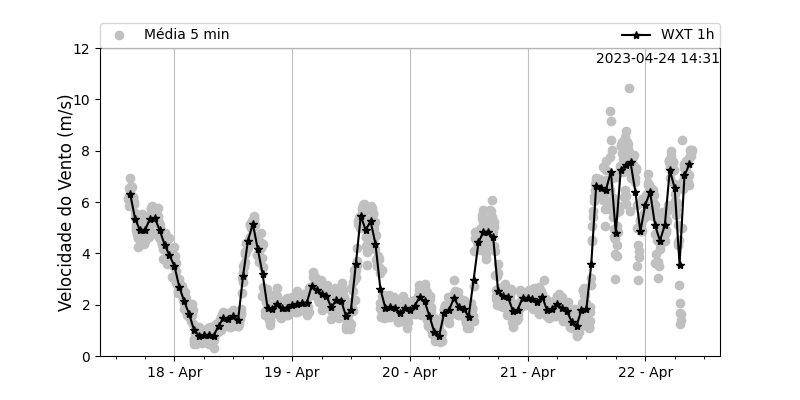 Média 5 min
WXT 1h
2023-04-24 14:31
Velocidade do Vento (m/s)
12
10
8
6
4
2
0
18 - Apr
19 - Apr
20 - Apr
21 - Apr
22 - Apr